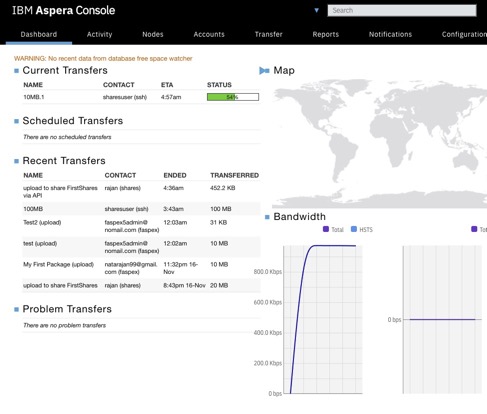 IBM Aspera Console
Search
Dashboard Activity Nodes Accounts Transfer Reports Notifications Configuration
WARNING: No recent data from database free space watcher
Current Transfers
NAME CONTACT ETA STATUS
10MB.1 sharesuser (ssh) 4:57am 54%
Scheduled Transfers
There are no scheduled transfers
Recent Transfers
NAME CONTACT ENDED TRANSFERRED
upload to share FirstShares rajan (shares) 4:36am 452.2 KB
via API
100MB sharesuser (ssh) 3:43am 100 MB
Test2 (upload) faspex5admin@ 12:03am 31 KB
nomail.com (faspex)
test (upload) faspex5admin@ 12:02am 10 MB
nomail.com (faspex)
My First Package (upload) natarajan99@gmail. 11:32pm 16- 10 MB
com (faspex) Nov
upload to share FirstShares rajan (shares) 8:43pm 16-Nov 20 MB
Problem Transfers
There are no problem transfers
Map
Bandwidth
Total HSTS
800.0 Kbps
600.0 Kbps
400.0 Kbps
200.0 Kbps
0 bps
Tot
0 bps